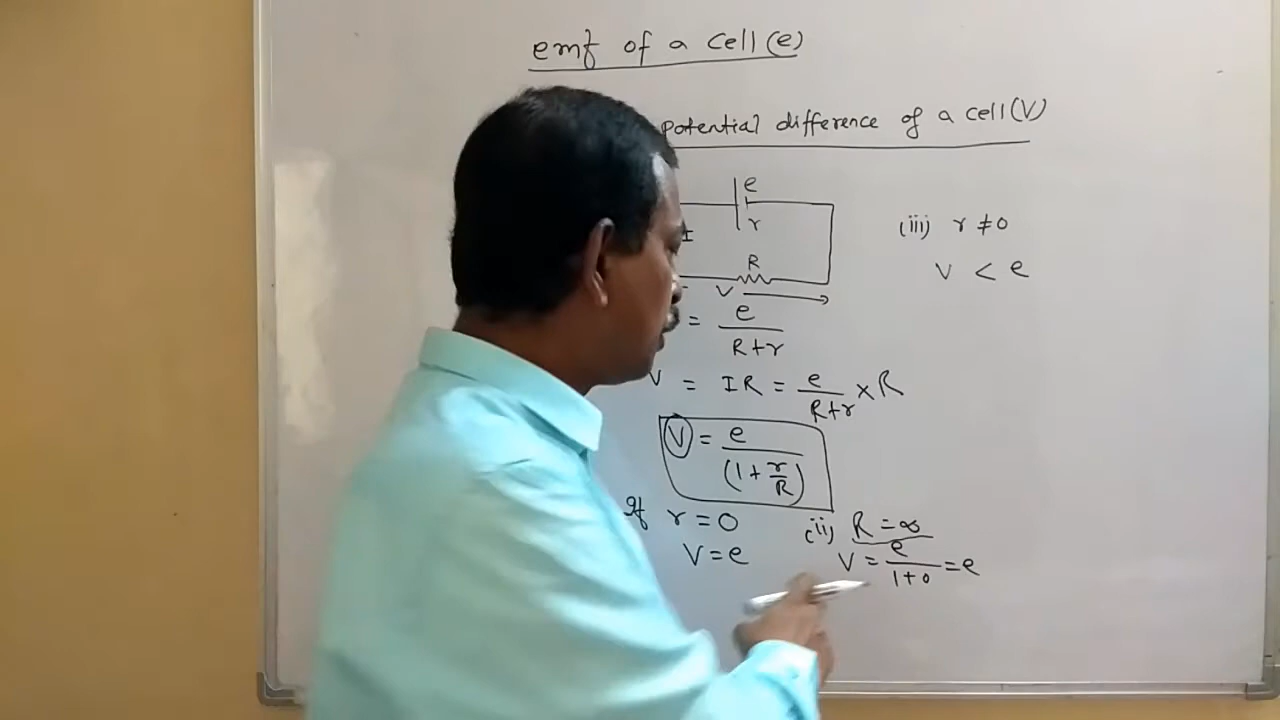 emf of a cell (e)
potential difference of a cell (V)
e
r
I
R
V
= e / R+r
V = IR = e / R+r × R
V = e / (1 + r/R)
If r = 0
V = e
(ii) R = ∞
V = e / 1+0 = e
(iii) r ≠ 0
V < e